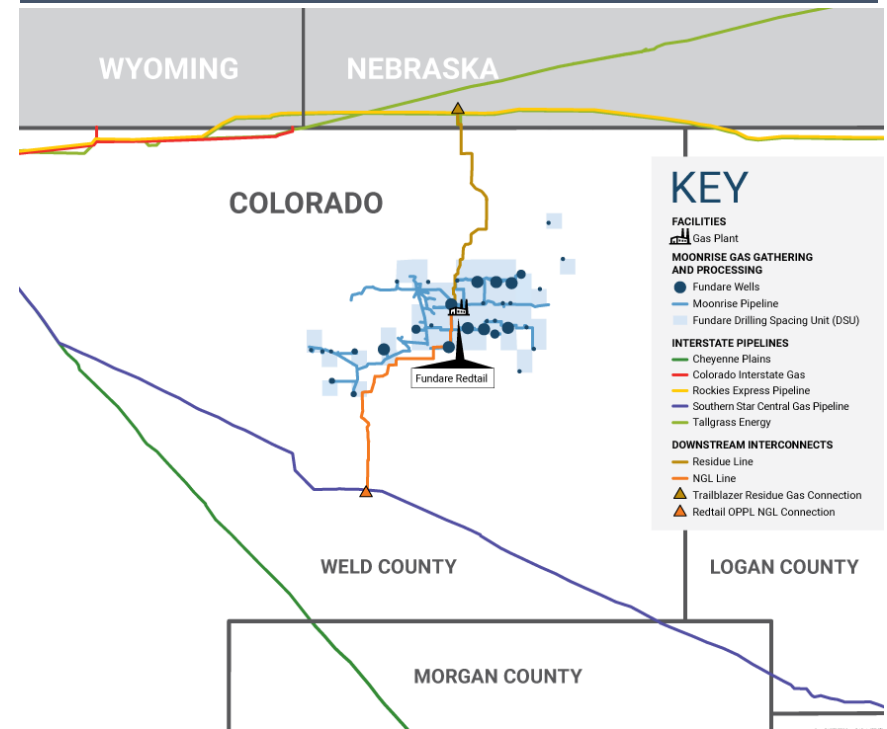 WYOMING
NEBRASKA
COLORADO
KEY
FACILITIES
Gas Plant
MOONRISE GAS GATHERING
AND PROCESSING
Fundare Wells
Moonrise Pipeline
Fundare Drilling Spacing Unit (DSU)
INTERSTATE PIPELINES
Cheyenne Plains
Colorado Interstate Gas
Rockies Express Pipeline
Southern Star Central Gas Pipeline
Tallgrass Energy
DOWNSTREAM INTERCONNECTS
Residue Line
NGL Line
Trailblazer Residue Gas Connection
Redtail OPPL NGL Connection
Fundare Redtail
WELD COUNTY
LOGAN COUNTY
MORGAN COUNTY